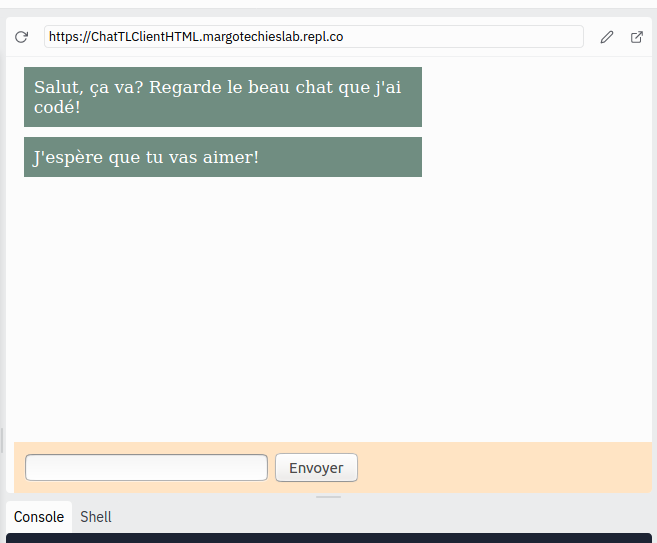 https://ChatTLClientHTML.margotechieslab.repl.co
Salut, ça va? Regarde le beau chat que j'ai
codé!
J'espère que tu vas aimer!
Envoyer
Console Shell